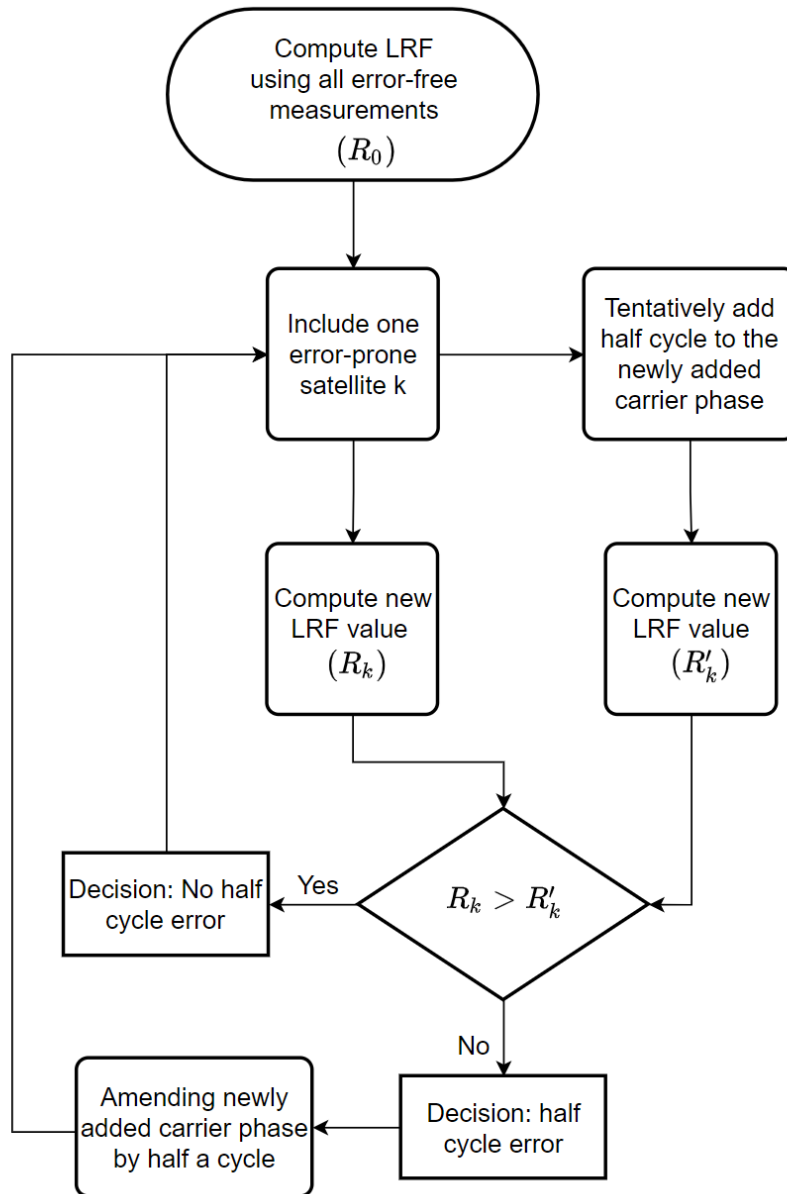 Compute LRF
using all error-free
measurements
(R₀)
Include one
error-prone
satellite k
Tentatively add
half cycle to the
newly added
carrier phase
Compute new
LRF value
(Rₖ)
Compute new
LRF value
(R′ₖ)
Rₖ > R′ₖ
Yes
Decision: No half
cycle error
No
Decision: half
cycle error
Amending newly
added carrier phase
by half a cycle